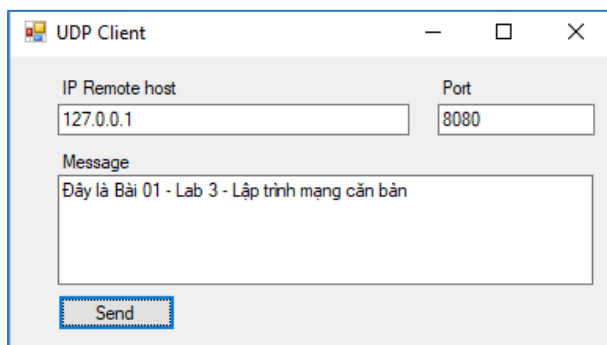 UDP Client
IP Remote host
Port
127.0.0.1
8080
Message
Đây là Bài 01 - Lab 3 - Lập trình mạng căn bản
Send